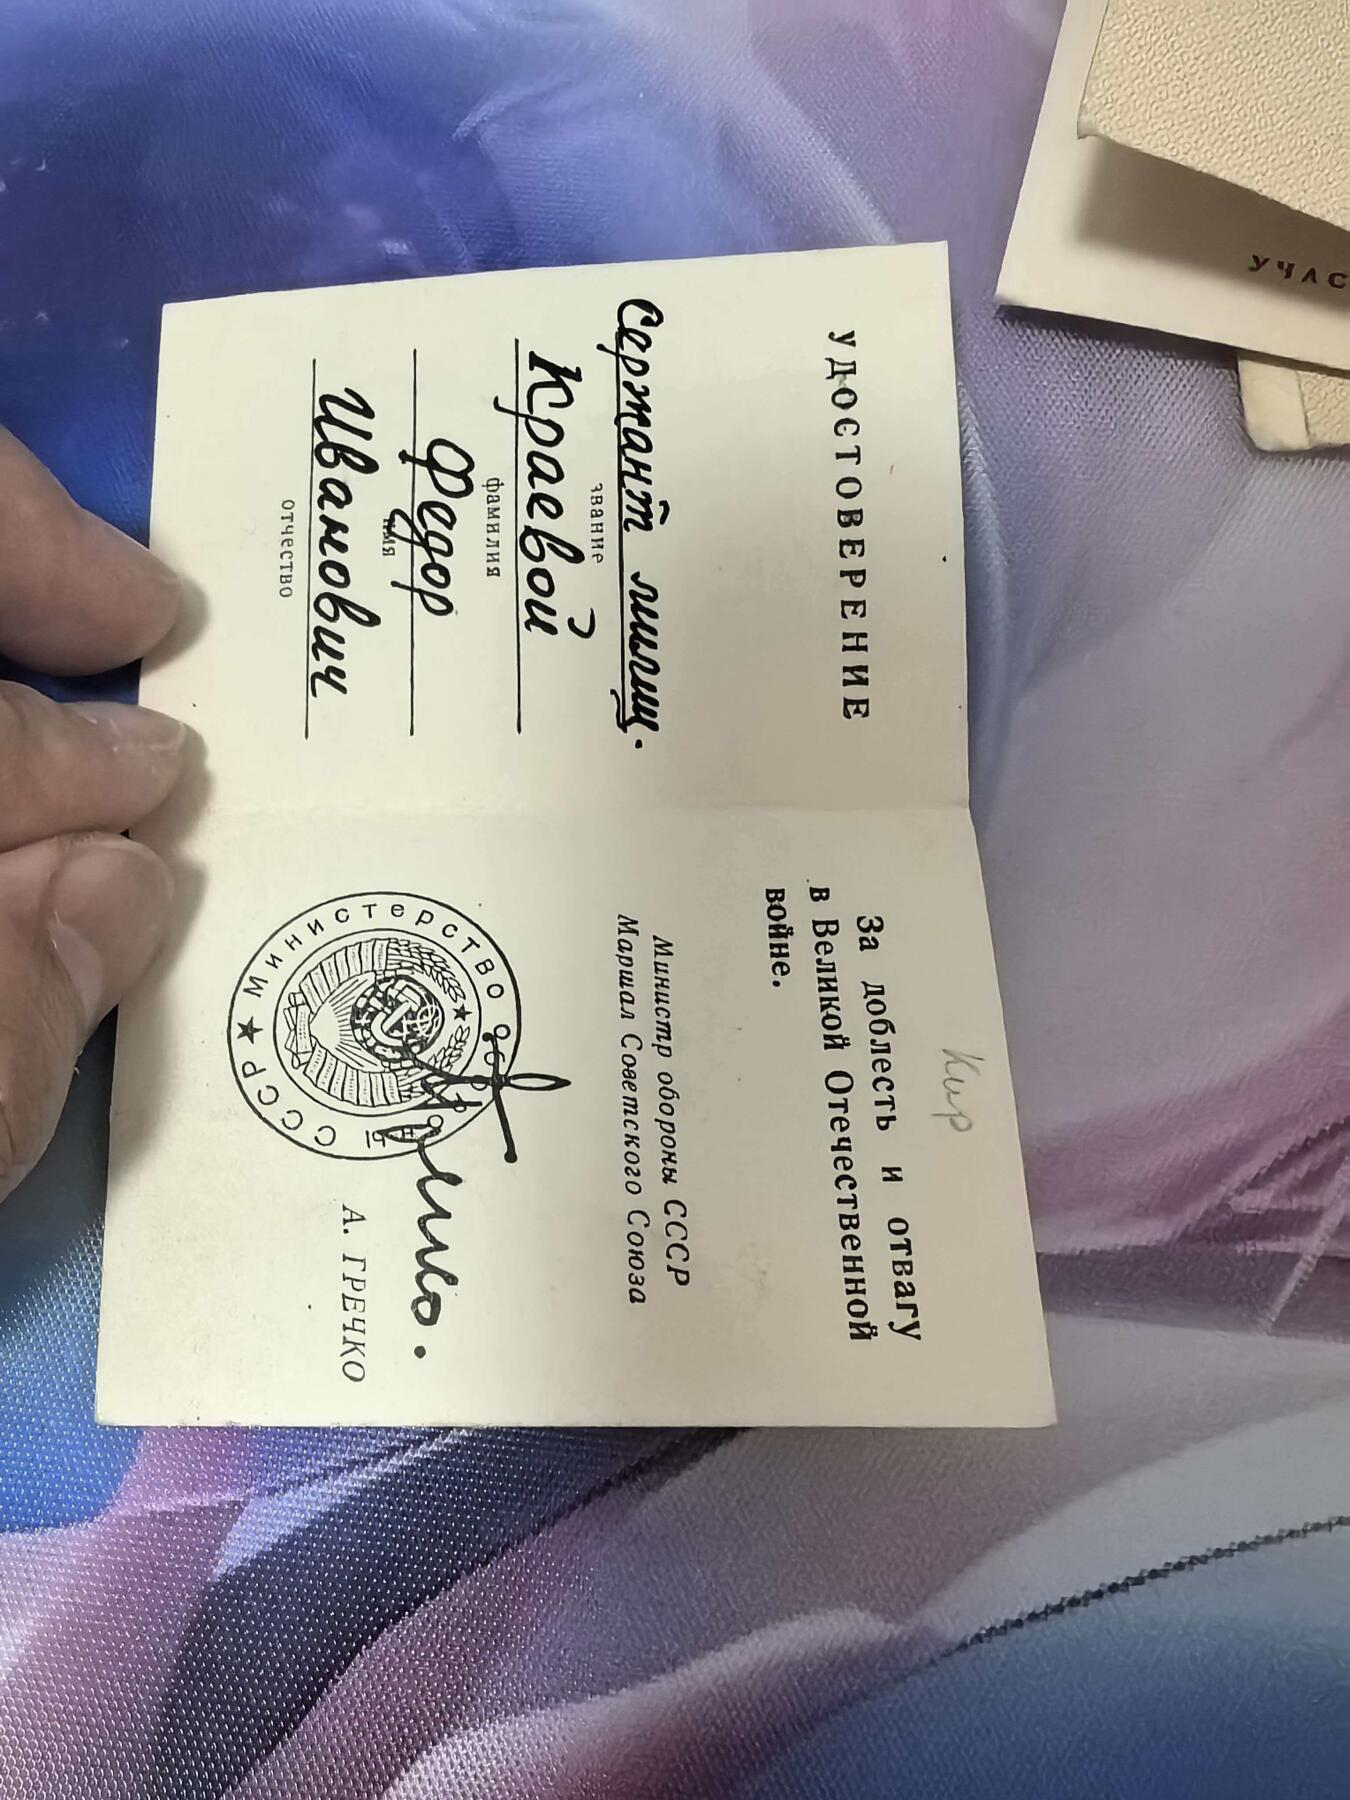 УДОСТОВЕРЕНИЕ
Сержант милиц.
звание
Краевой
фамилия
Федор
имя
Иванович
отчество
Кир
За доблесть и отвагу
в Великой Отечественной
войне.
Министр обороны СССР
Маршал Советского Союза
Министерство обороны СССР
А. ГРЕЧКО
УЧАС